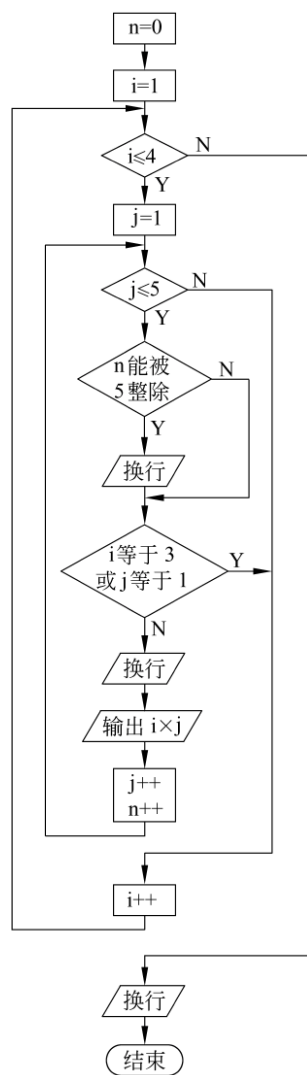 n=0
i=1
i≤4
N
Y
j=1
j≤5
N
Y
n能被
5整除
N
Y
换行
i等于3
或j等于1
Y
N
换行
输出 i×j
j++
n++
i++
换行
结束